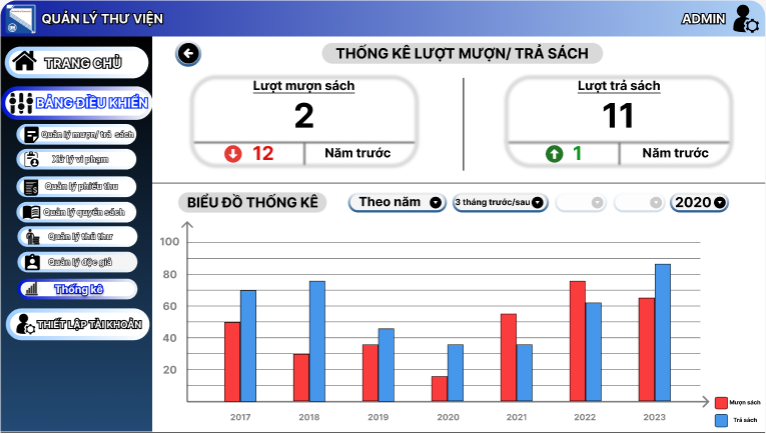 QUẢN LÝ THƯ VIỆN
ADMIN
TRANG CHỦ
BẢNG ĐIỀU KHIỂN
Quản lý mượn/ trả sách
Xử lý vi phạm
Quản lý phiếu thu
Quản lý quyển sách
Quản lý thủ thư
Quản lý độc giả
Thống kê
THIẾT LẬP TÀI KHOẢN
THỐNG KÊ LƯỢT MƯỢN/ TRẢ SÁCH
Lượt mượn sách
2
12 Năm trước
Lượt trả sách
11
1 Năm trước
BIỂU ĐỒ THỐNG KÊ
Theo năm
3 tháng trước/sau
2020
100
80
60
40
20
2017 2018 2019 2020 2021 2022 2023
Mượn sách
Trả sách